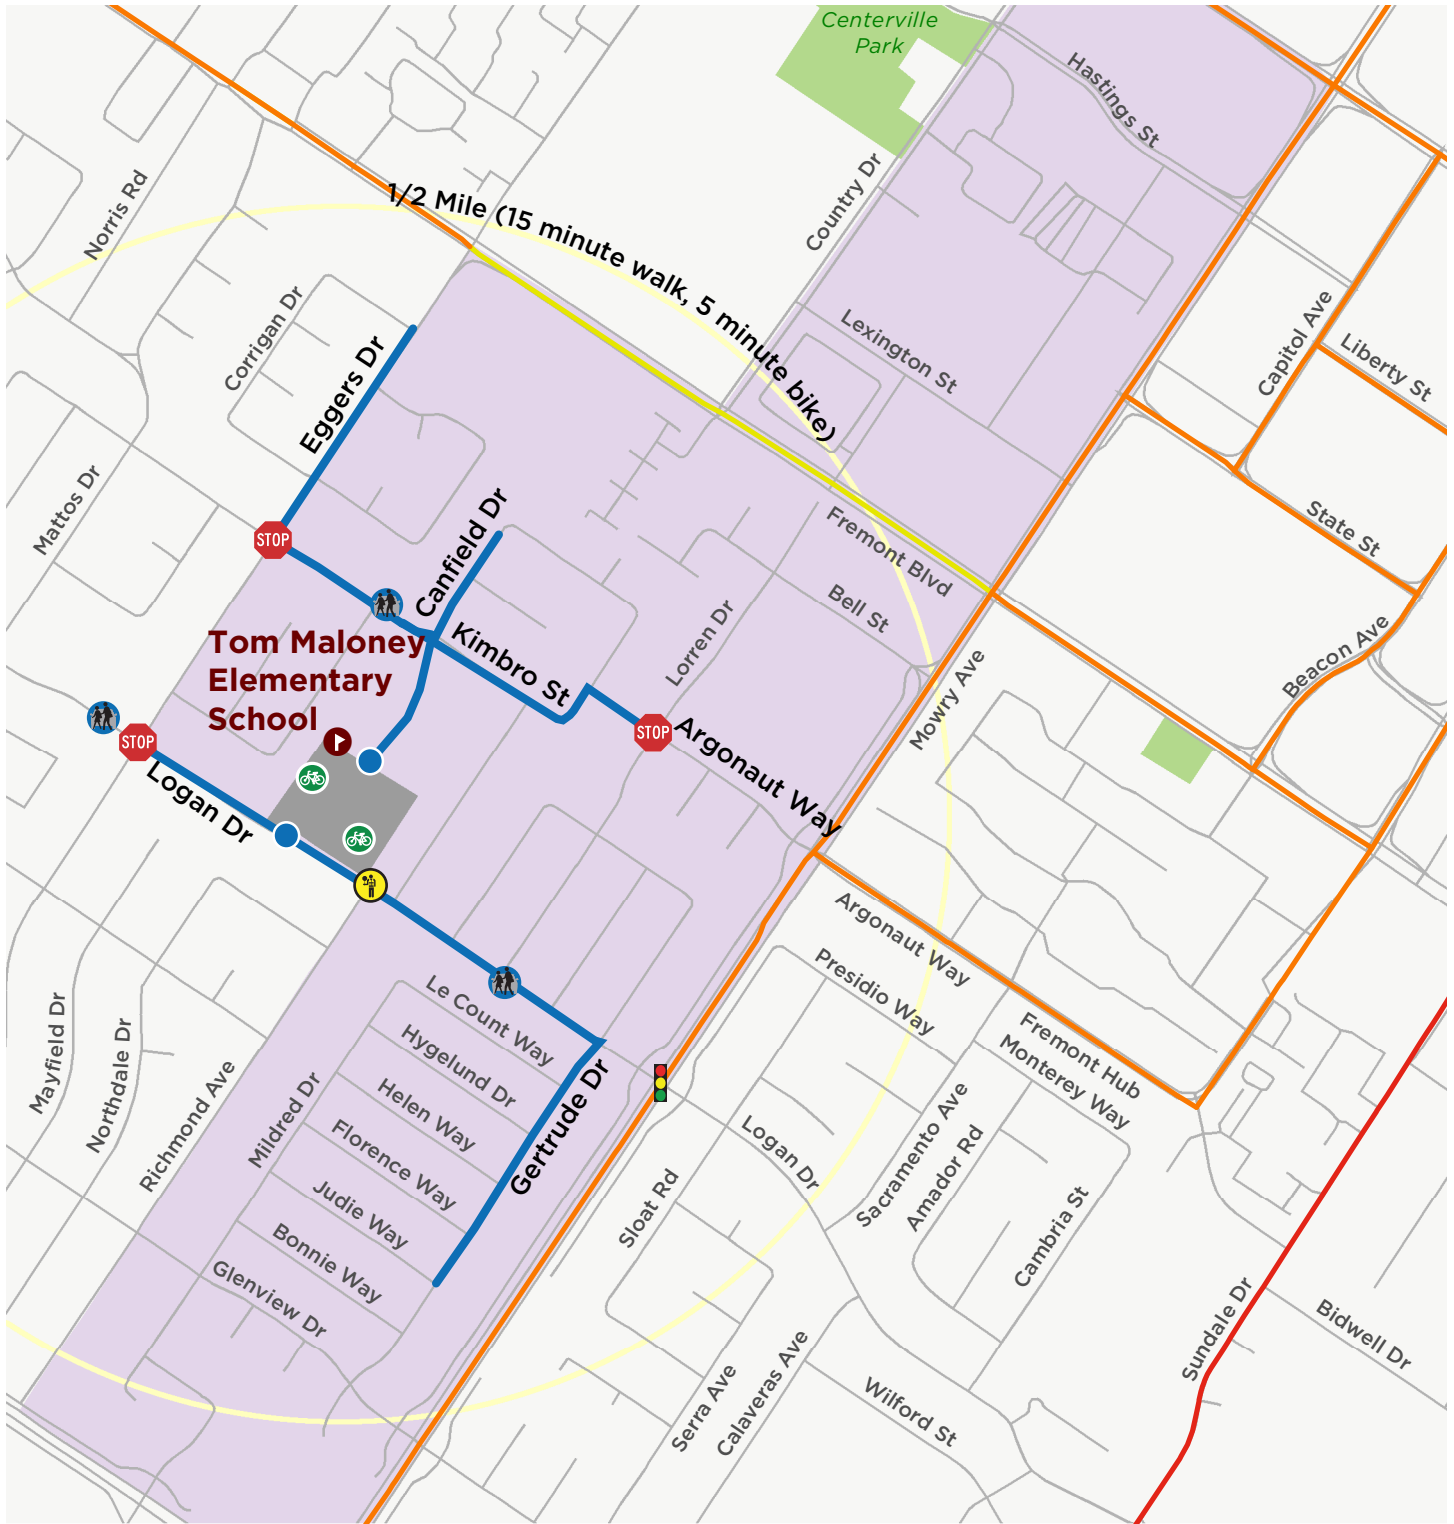 Centerville
Park
Hastings St
Norris Rd
1/2 Mile (15 minute walk, 5 minute bike)
Country Dr
Corrigan Dr
Eggers Dr
Lexington St
Capitol Ave
Liberty St
Mattos Dr
STOP
Canfield Dr
Fremont Blvd
State St
Bell St
Tom Maloney
Elementary
School
Kimbro St
Lorren Dr
Beacon Ave
Mowry Ave
STOP
STOP
Argonaut Way
Logan Dr
Argonaut Way
Presidio Way
Le Count Way
Hygelund Dr
Helen Way
Florence Way
Judie Way
Bonnie Way
Glenview Dr
Mayfield Dr
Northdale Dr
Richmond Ave
Mildred Dr
Gertrude Dr
Fremont Hub
Monterey Way
Logan Dr
Sacramento Ave
Amador Rd
Sloat Rd
Cambria St
Sundale Dr
Bidwell Dr
Serra Ave
Calaveras Ave
Wilford St